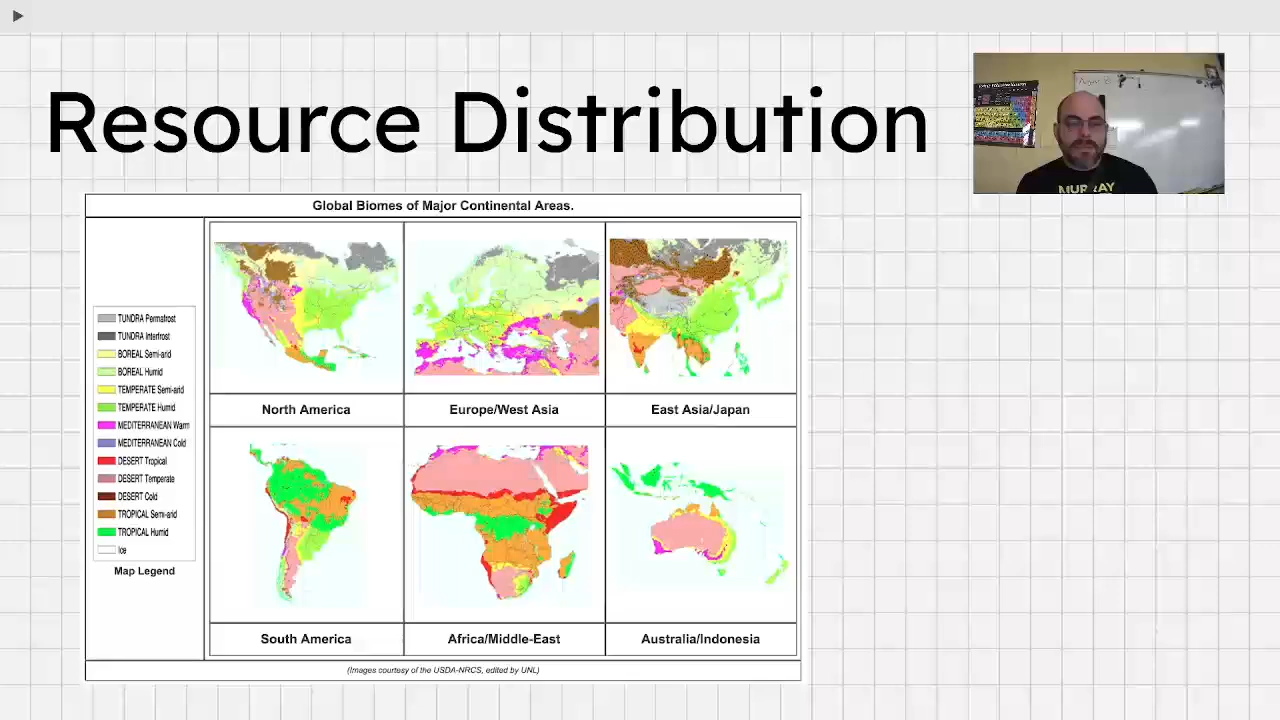 Resource Distribution
MURRAY
Global Biomes of Major Continental Areas.
TUNDRA Permafrost
TUNDRA Interfrost
BOREAL Semi-arid
BOREAL Humid
TEMPERATE Semi-arid
TEMPERATE Humid
MEDITERRANEAN Warm
MEDITERRANEAN Cold
DESERT Tropical
DESERT Temperate
DESERT Cold
TROPICAL Semi-arid
TROPICAL Humid
Ice
Map Legend
North America
Europe/West Asia
East Asia/Japan
South America
Africa/Middle-East
Australia/Indonesia
(Images courtesy of the USDA-NRCS, edited by UNL)